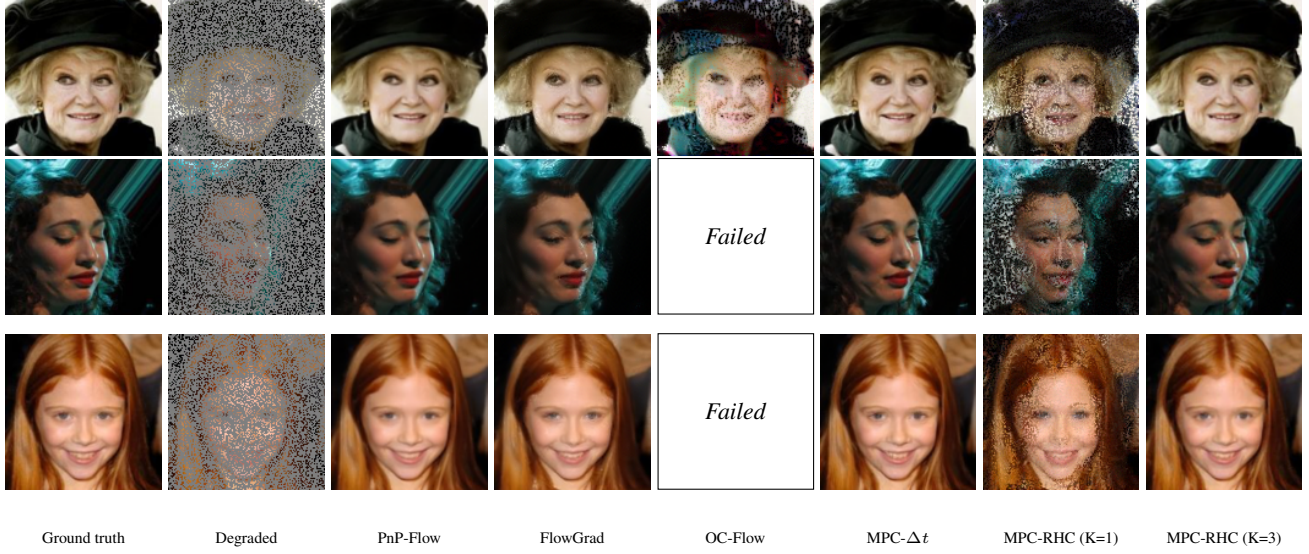 Failed
Failed
Ground truth Degraded PnP-Flow FlowGrad OC-Flow MPC-Δt MPC-RHC (K=1) MPC-RHC (K=3)